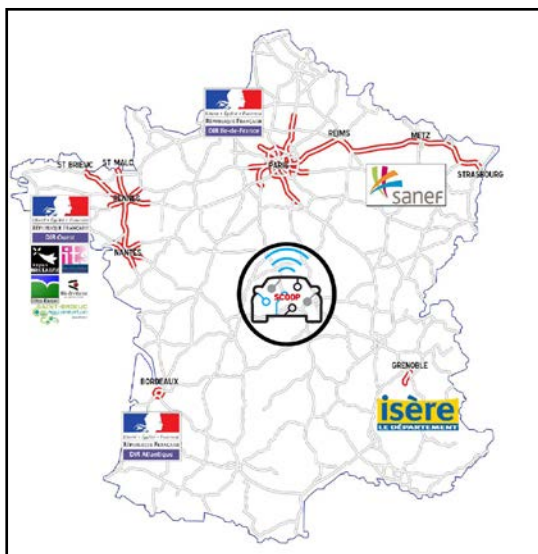 RÉPUBLIQUE FRANÇAISE
DIR Ile-de-France
PARIS
REIMS
METZ
STRASBOURG
sanef
ST BRIEUC
ST MALO
RENNES
RÉPUBLIQUE FRANÇAISE
DIR Ouest
NANTES
SCOOP
BORDEAUX
GRENOBLE
RÉPUBLIQUE FRANÇAISE
DIR Atlantique
isère
LE DÉPARTEMENT